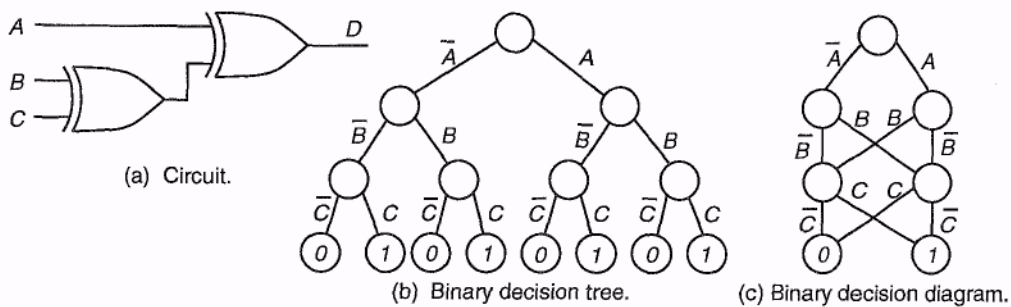 A
D
B
C
(a) Circuit.
A̅ A
B̅ B B̅ B
C̅ C C̅ C C̅ C C̅ C
0 1 0 1 0 1 0 1
(b) Binary decision tree.
A̅ A
B B
B̅ B̅
C C
C̅ C̅
0 1
(c) Binary decision diagram.